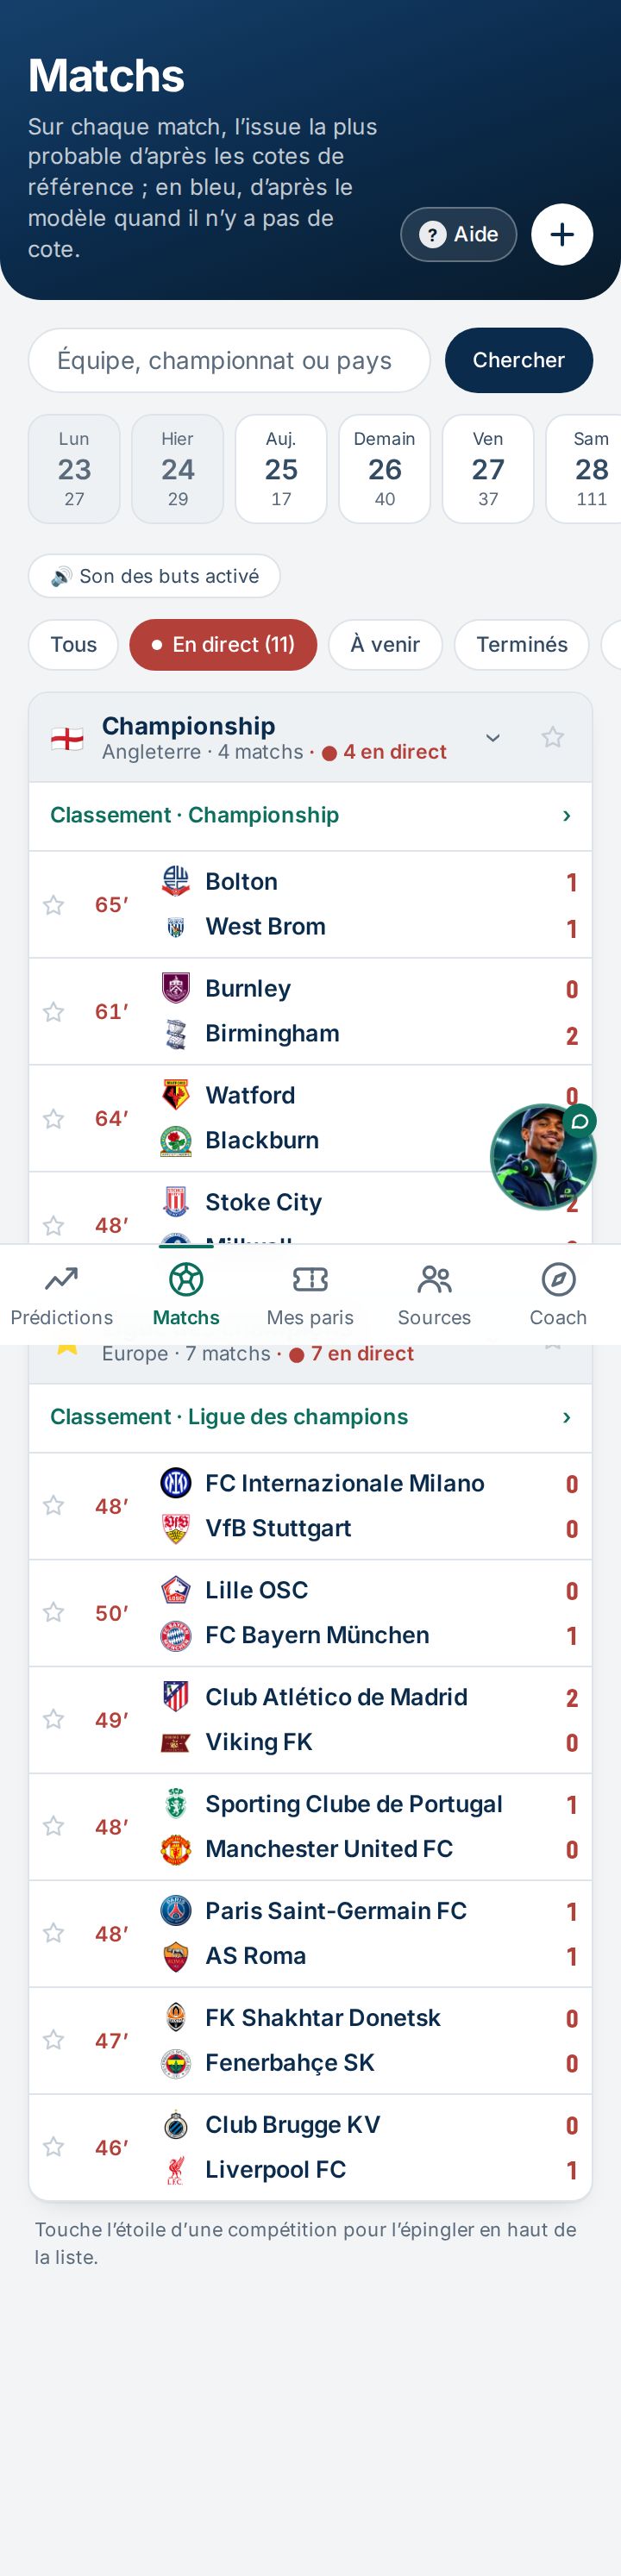 Matchs
Sur chaque match, l’issue la plus
probable d’après les cotes de
référence ; en bleu, d’après le
modèle quand il n’y a pas de
cote.
? Aide
Équipe, championnat ou pays
Chercher
Lun
23
27
Hier
24
29
Auj.
25
17
Demain
26
40
Ven
27
37
Sam
28
111
Son des buts activé
Tous
En direct (11)
À venir
Terminés
Championship
Angleterre · 4 matchs · 4 en direct
Classement · Championship ›
65’
Bolton 1
West Brom 1
61’
Burnley 0
Birmingham 2
64’
Watford 0
Blackburn
48’
Stoke City 2
Prédictions
Matchs
Mes paris
Sources
Coach
Europe · 7 matchs · 7 en direct
Classement · Ligue des champions ›
48’
FC Internazionale Milano 0
VfB Stuttgart 0
50’
Lille OSC 0
FC Bayern München 1
49’
Club Atlético de Madrid 2
Viking FK 0
48’
Sporting Clube de Portugal 1
Manchester United FC 0
48’
Paris Saint-Germain FC 1
AS Roma 1
47’
FK Shakhtar Donetsk 0
Fenerbahçe SK 0
46’
Club Brugge KV 0
Liverpool FC 1
Touche l’étoile d’une compétition pour l’épingler en haut de
la liste.